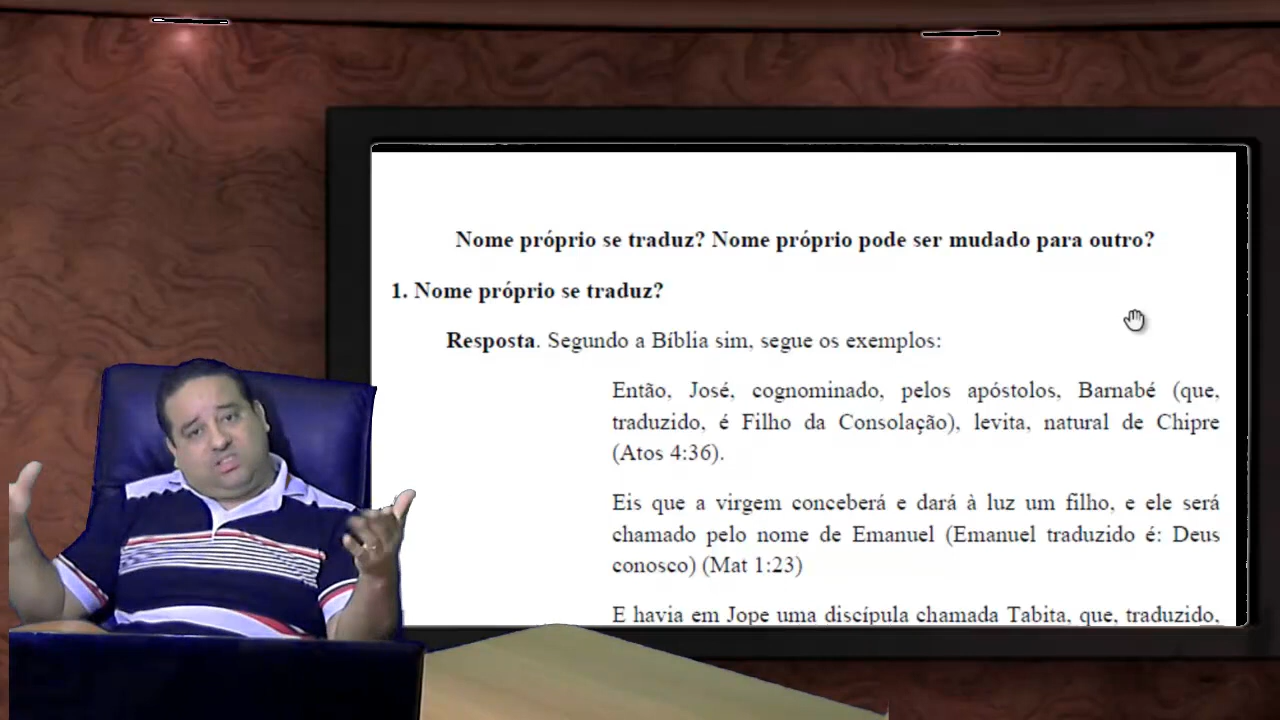 Nome próprio se traduz? Nome próprio pode ser mudado para outro?
1. Nome próprio se traduz?
Resposta. Segundo a Bíblia sim, segue os exemplos:
Então, José, cognominado, pelos apóstolos, Barnabé (que,
traduzido, é Filho da Consolação), levita, natural de Chipre
(Atos 4:36).
Eis que a virgem conceberá e dará à luz um filho, e ele será
chamado pelo nome de Emanuel (Emanuel traduzido é: Deus
conosco) (Mat 1:23)
E havia em Jope uma discípula chamada Tabita, que, traduzido,